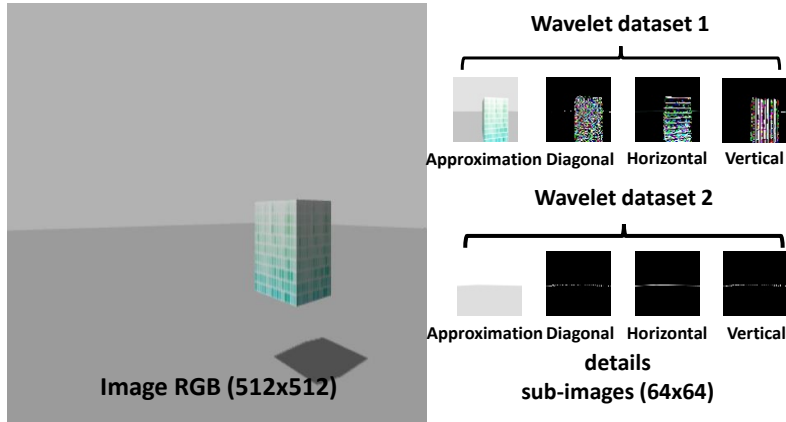 Wavelet dataset 1
Approximation Diagonal Horizontal Vertical
Wavelet dataset 2
Approximation Diagonal Horizontal Vertical
details
sub-images (64x64)
Image RGB (512x512)